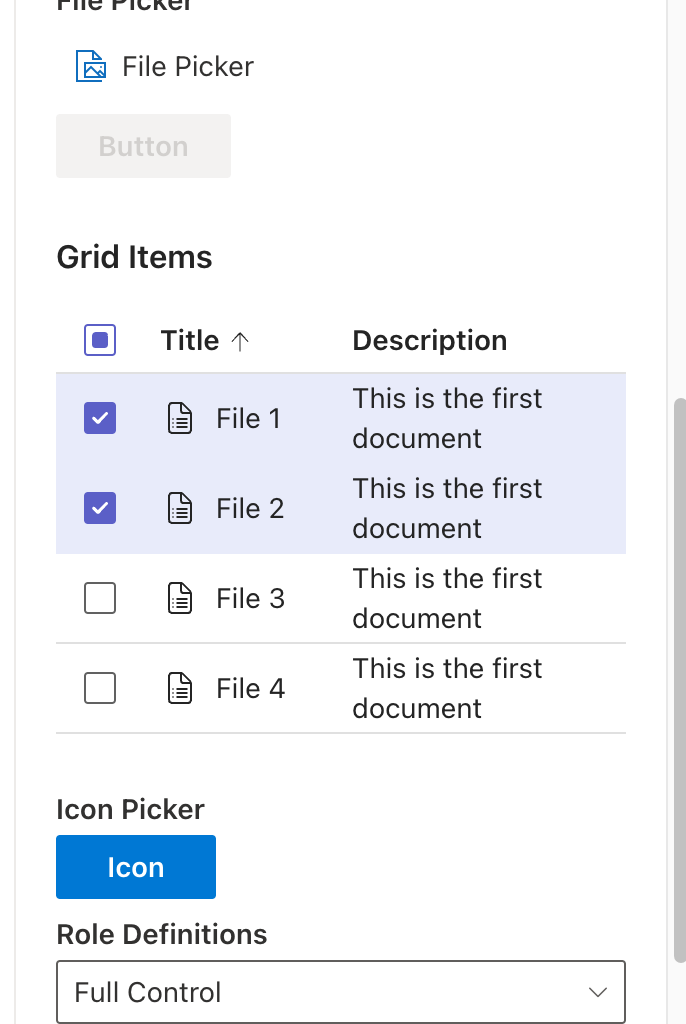 File Picker
File Picker
Button
Grid Items
Title Description
File 1 This is the first
document
File 2 This is the first
document
File 3 This is the first
document
File 4 This is the first
document
Icon Picker
Icon
Role Definitions
Full Control